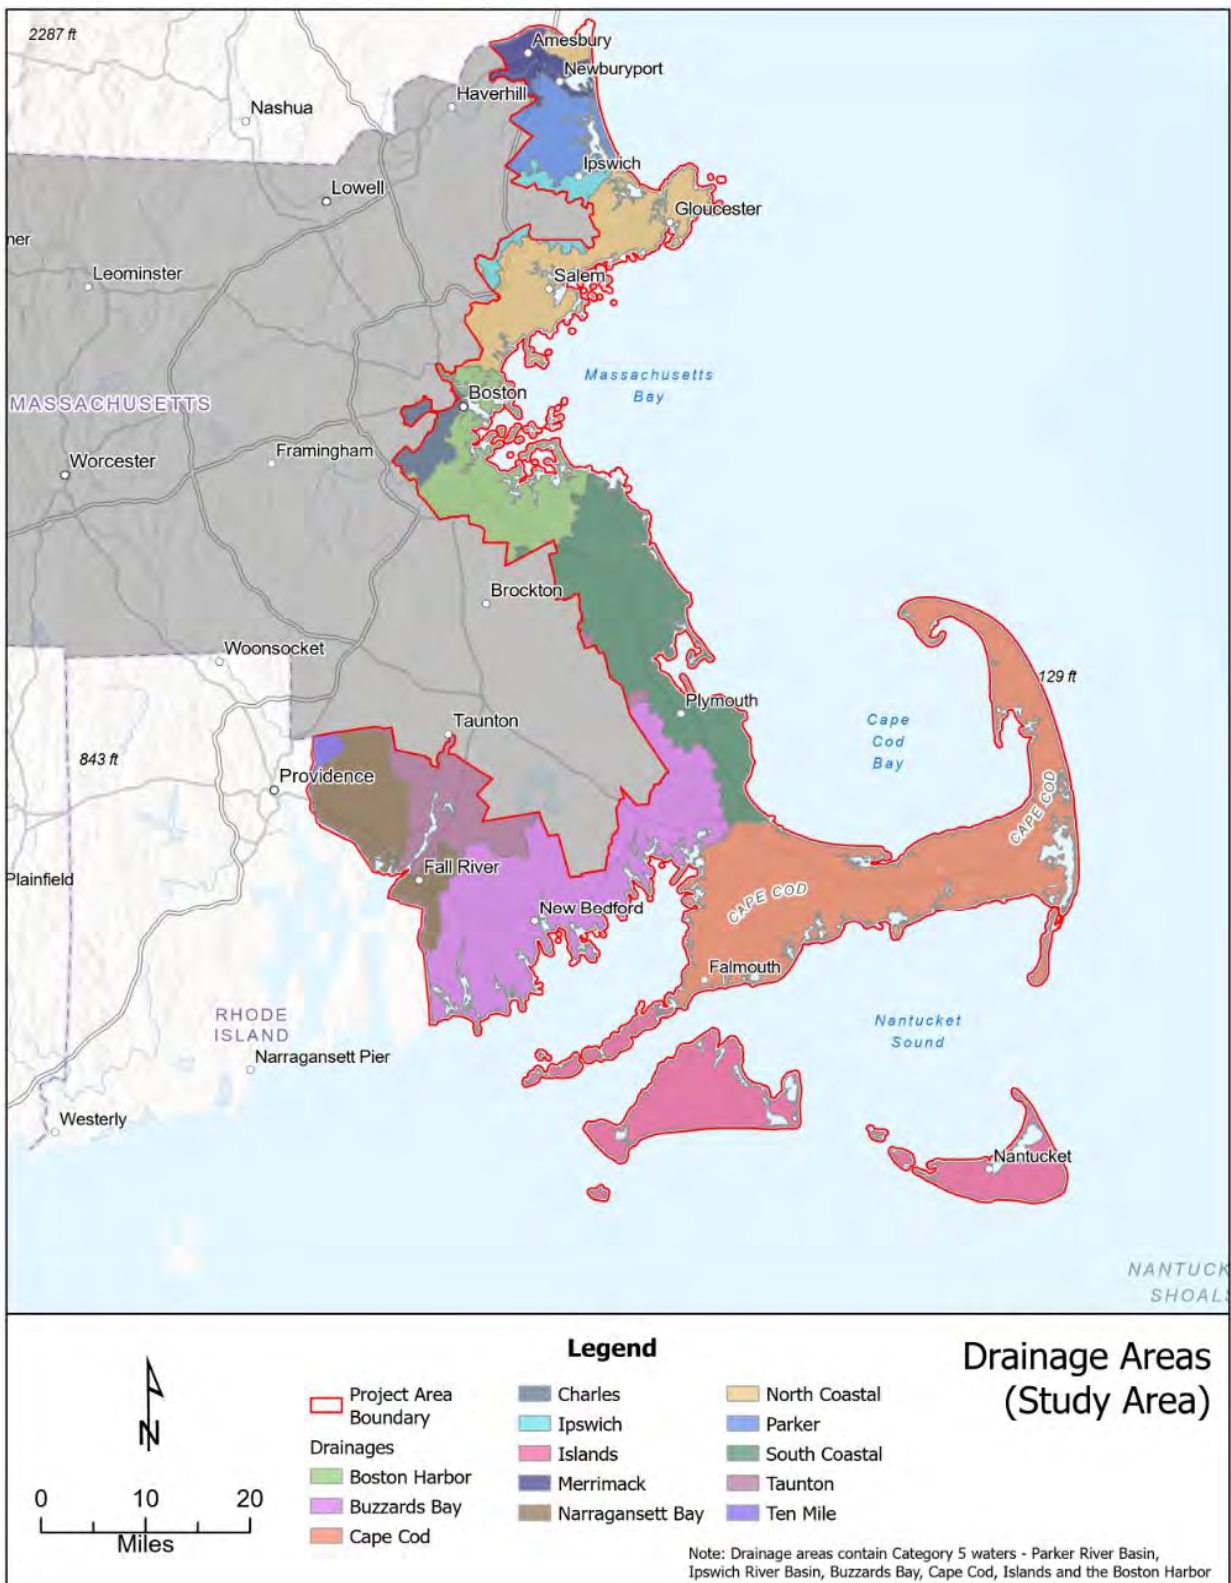 2287 ft
Amesbury
Newburyport
Haverhill
Nashua
Ipswich
Lowell
Gloucester
ner
Leominster
Salem
Massachusetts
Bay
MASSACHUSETTS
Boston
Framingham
Worcester
Brockton
Woonsocket
129 ft
Plymouth
Cape
Cod
Bay
Taunton
843 ft
Providence
CAPE COD
Fall River
Plainfield
CAPE COD
New Bedford
Falmouth
RHODE
ISLAND
Nantucket
Sound
Narragansett Pier
Westerly
Nantucket
NANTUCK
SHOALS
Legend
Drainage Areas
(Study Area)
Project Area
Boundary
Drainages
Boston Harbor
Buzzards Bay
Cape Cod
Charles
Ipswich
Islands
Merrimack
Narragansett Bay
North Coastal
Parker
South Coastal
Taunton
Ten Mile
N
0 10 20
Miles
Note: Drainage areas contain Category 5 waters - Parker River Basin,
Ipswich River Basin, Buzzards Bay, Cape Cod, Islands and the Boston Harbor